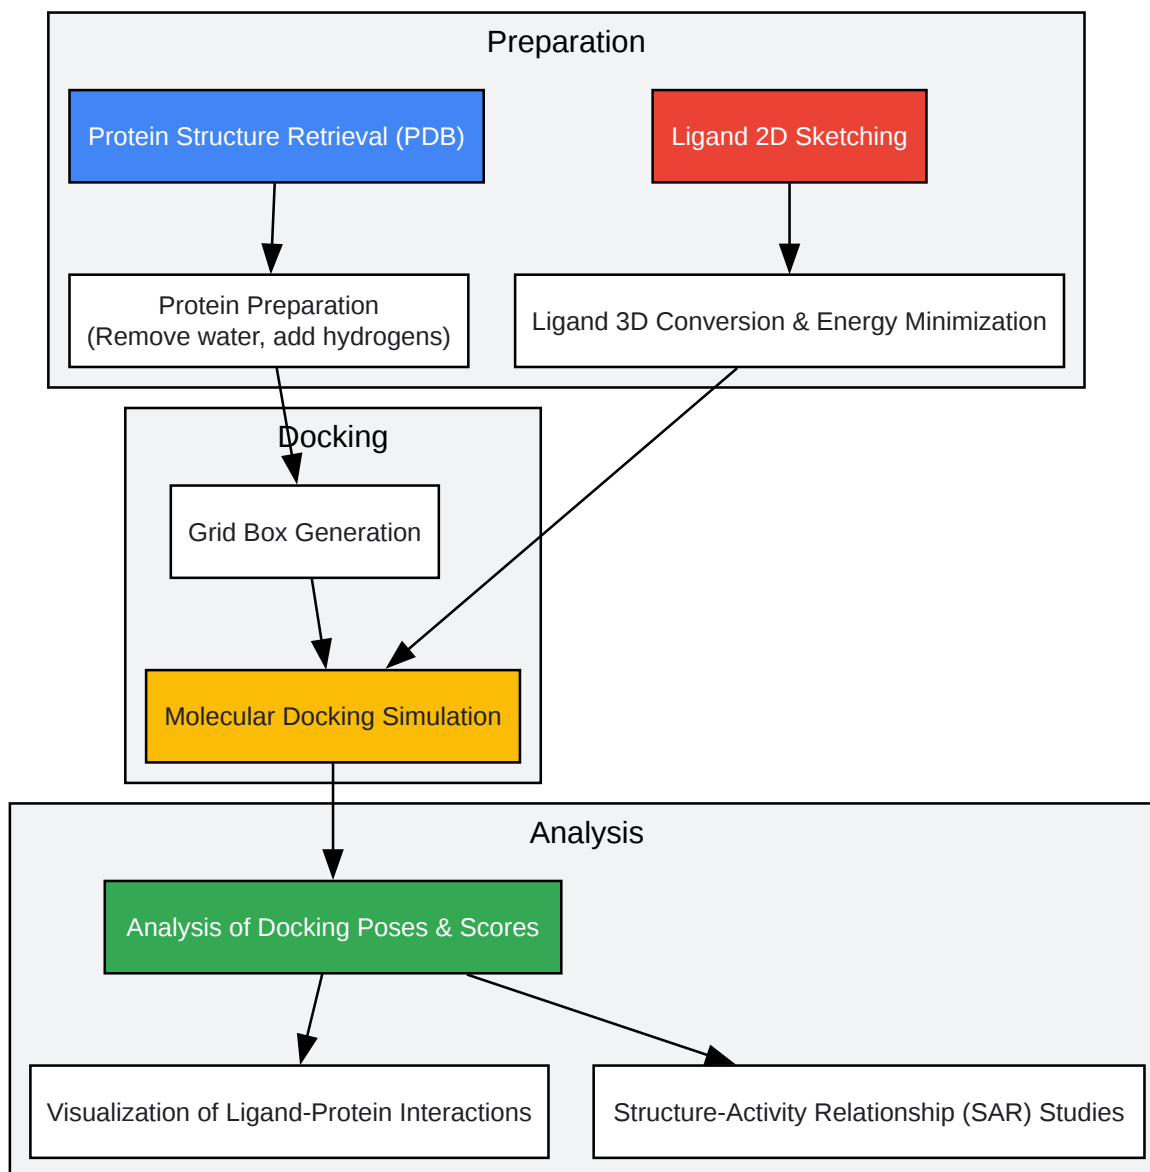 Preparation
Protein Structure Retrieval (PDB)
Ligand 2D Sketching
Protein Preparation
(Remove water, add hydrogens)
Ligand 3D Conversion & Energy Minimization
Docking
Grid Box Generation
Molecular Docking Simulation
Analysis
Analysis of Docking Poses & Scores
Visualization of Ligand-Protein Interactions
Structure-Activity Relationship (SAR) Studies